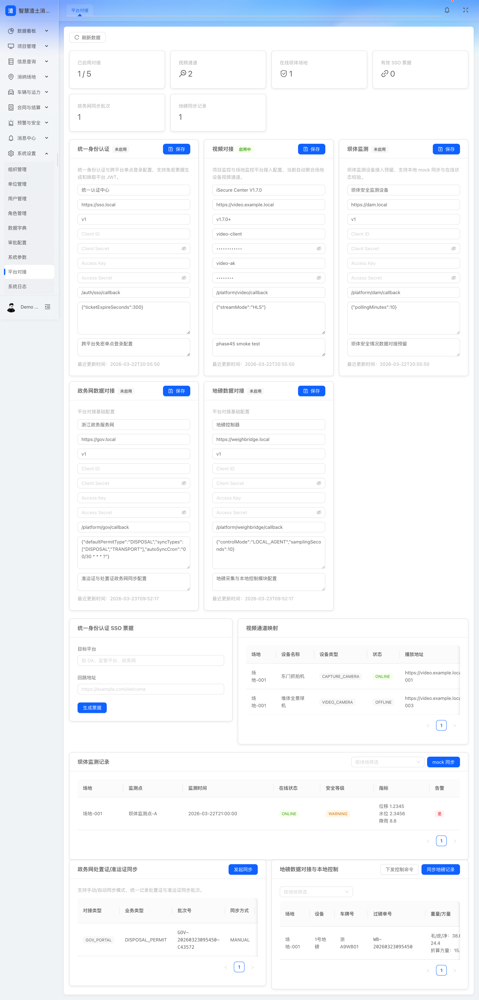 渣 智慧渣土消...
平台对接
数据看板
项目管理
信息查询
消纳场地
车辆与运力
合同与结算
预警与安全
消息中心
系统设置
组织管理
单位管理
用户管理
角色管理
数据字典
审批配置
系统参数
平台对接
系统日志
Demo ...
刷新数据
已启用对接
1 / 5
视频通道
2
在线坝体场地
1
有效 SSO 票据
0
政务网同步批次
1
地磅同步记录
1
统一身份认证 未启用 保存
统一身份认证与跨平台单点登录配置，支持免密票据生
成和换取平台 JWT。
统一认证中心
https://sso.local
v1
Client ID
Client Secret
Access Key
Access Secret
/auth/sso/callback
{"ticketExpireSeconds":300}
跨平台免密单点登录配置
最近更新时间：2026-03-22T20:55:50
视频对接 启用中 保存
项目监控与场地监控平台接入配置，当前自动聚合场地
设备视频通道。
iSecure Center V1.7.0
https://video.example.local
v1.7.0+
video-client
••••••••••••
video-ak
••••••••
/platform/video/callback
{"streamMode":"HLS"}
phase45 smoke test
最近更新时间：2026-03-22T20:55:50
坝体监测 未启用 保存
坝体监测设备接入预留，支持本地 mock 同步与在线状
态校验。
坝体安全监测设备
https://dam.local
v1
Client ID
Client Secret
Access Key
Access Secret
/platform/dam/callback
{"pollingMinutes":10}
坝体安全情况数据对接预留
最近更新时间：2026-03-22T20:55:50
政务网数据对接 未启用 保存
平台对接基础配置
浙江政务服务网
https://gov.local
v1
Client ID
Client Secret
Access Key
Access Secret
/platform/gov/callback
{"defaultPermitType":"DISPOSAL","syncTypes":
["DISPOSAL","TRANSPORT"],"autoSyncCron":"0
0/30 * * * ?"}
准运证与处置证政务网同步配置
最近更新时间：2026-03-23T09:52:17
地磅数据对接 未启用 保存
平台对接基础配置
地磅控制器
https://weighbridge.local
v1
Client ID
Client Secret
Access Key
Access Secret
/platform/weighbridge/callback
{"controlMode":"LOCAL_AGENT","samplingSeco
nds":10}
地磅采集与本地控制模块配置
最近更新时间：2026-03-23T09:52:17
统一身份认证 SSO 票据
目标平台
如 OA、监管平台、政务网
回跳地址
https://example.com/welcome
生成票据
视频通道映射
场地 设备名称 设备类型 状态 播放地址
场
地-001
东门抓拍机
CAPTURE_CAMERA
ONLINE
https://video.example.loca
001
场
地-001
堆体全景球
机
VIDEO_CAMERA
OFFLINE
https://video.example.loca
003
1
坝体监测记录 按场地筛选 mock 同步
场地 监测点 监测时间 在线状态 安全等级 指标 告警
场地-001 坝体监测点-A 2026-03-22T21:00:00 ONLINE WARNING
位移 1.2345
水位 2.3456
降雨 8.8
是
1
政务网处置证/准运证同步 发起同步
支持手动/自动同步模式，统一记录处置证与准运证同步批次。
对接类型 业务类型 批次号 同步方式
GOV_PORTAL DISPOSAL_PERMIT
GOV-
20260323095450-
C43572
MANUAL
1
地磅数据对接与本地控制 下发控制命令 同步地磅记录
按场地筛选
场地 设备 车牌号 过磅单号 重量/方量
场
地-001
1号地
磅
浙
A9WB01
WB-
20260323095450
毛/皮/净：38.6
24.4
折算方量：15.
1